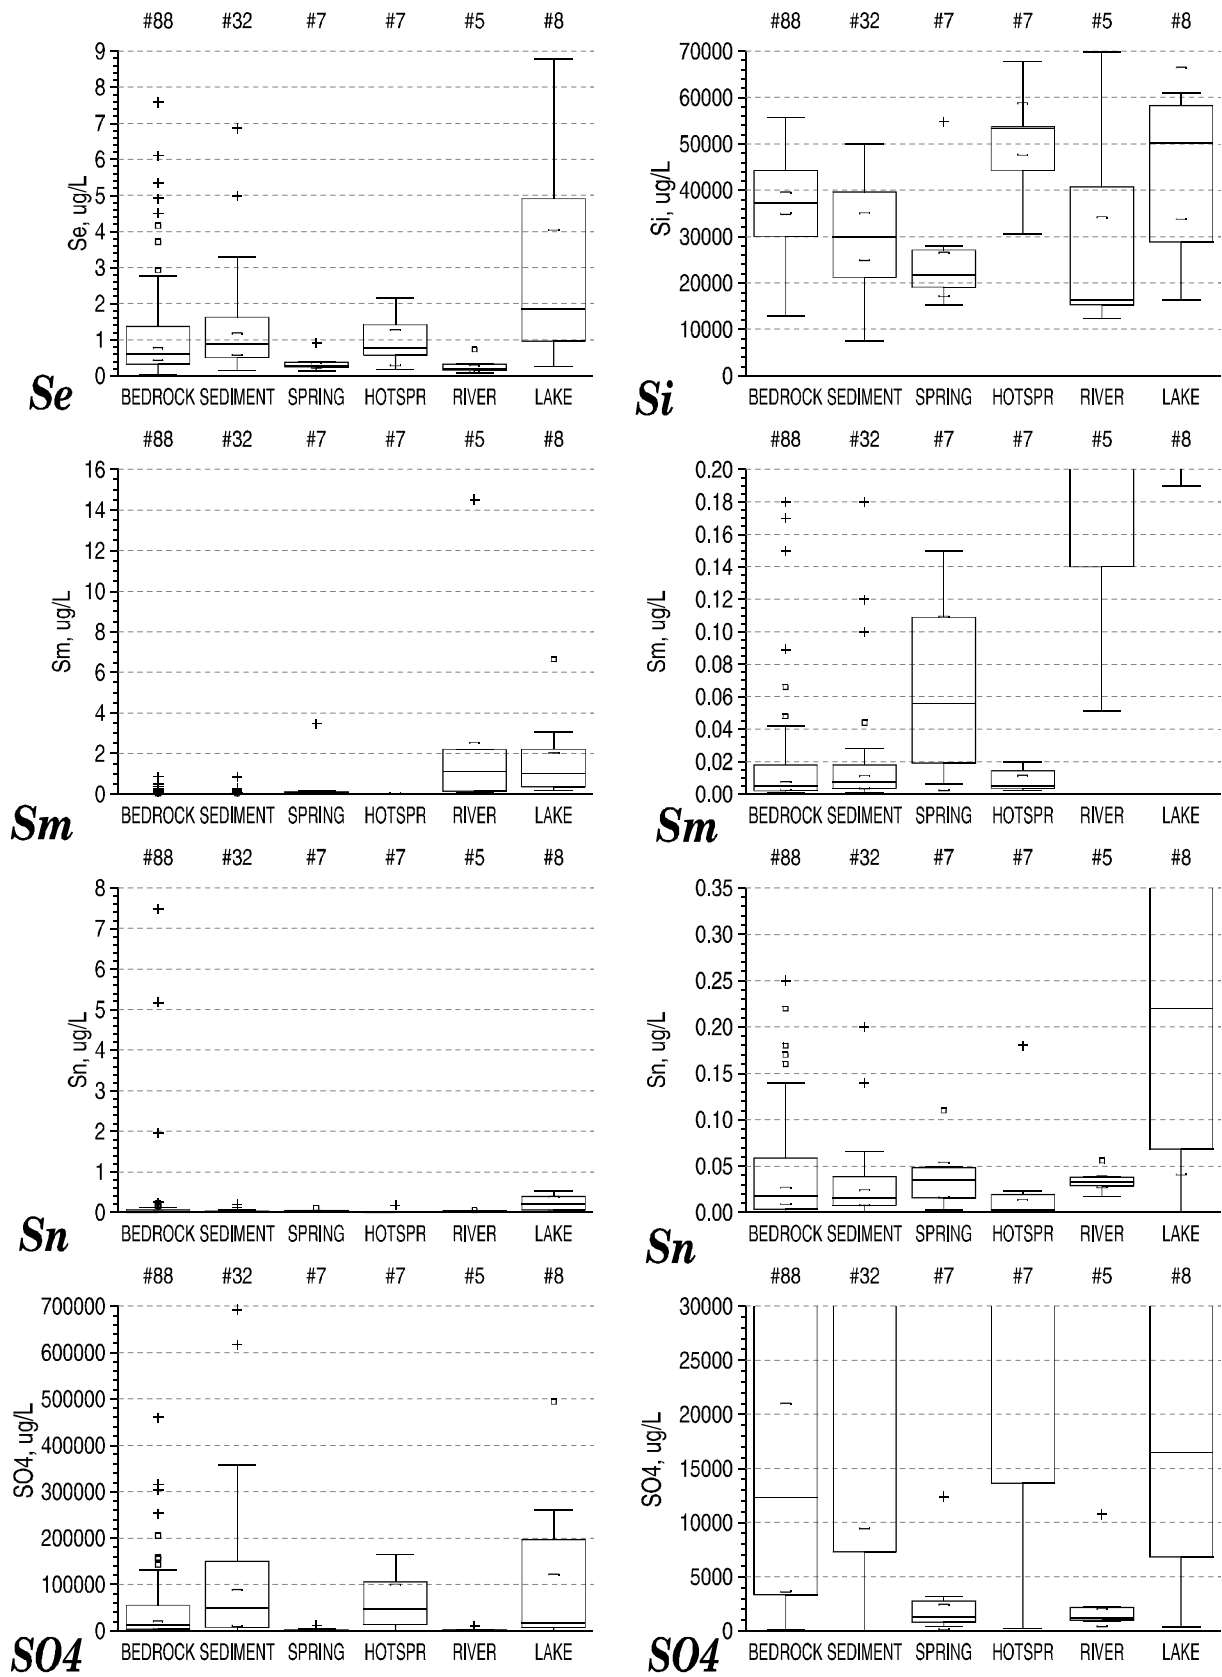 #88 #32 #7 #7 #5 #8
9
8
7
6
5
4
3
2
1
0
Se, ug/L
BEDROCK SEDIMENT SPRING HOTSPR RIVER LAKE
Se
#88 #32 #7 #7 #5 #8
70000
60000
50000
40000
30000
20000
10000
0
Si, ug/L
BEDROCK SEDIMENT SPRING HOTSPR RIVER LAKE
Si
#88 #32 #7 #7 #5 #8
16
14
12
10
8
6
4
2
0
Sm, ug/L
BEDROCK SEDIMENT SPRING HOTSPR RIVER LAKE
Sm
#88 #32 #7 #7 #5 #8
0.20
0.18
0.16
0.14
0.12
0.10
0.08
0.06
0.04
0.02
0.00
Sm, ug/L
BEDROCK SEDIMENT SPRING HOTSPR RIVER LAKE
Sm
#88 #32 #7 #7 #5 #8
8
7
6
5
4
3
2
1
0
Sn, ug/L
BEDROCK SEDIMENT SPRING HOTSPR RIVER LAKE
Sn
#88 #32 #7 #7 #5 #8
0.35
0.30
0.25
0.20
0.15
0.10
0.05
0.00
Sn, ug/L
BEDROCK SEDIMENT SPRING HOTSPR RIVER LAKE
Sn
#88 #32 #7 #7 #5 #8
700000
600000
500000
400000
300000
200000
100000
0
SO4, ug/L
BEDROCK SEDIMENT SPRING HOTSPR RIVER LAKE
SO4
#88 #32 #7 #7 #5 #8
30000
25000
20000
15000
10000
5000
0
SO4, ug/L
BEDROCK SEDIMENT SPRING HOTSPR RIVER LAKE
SO4